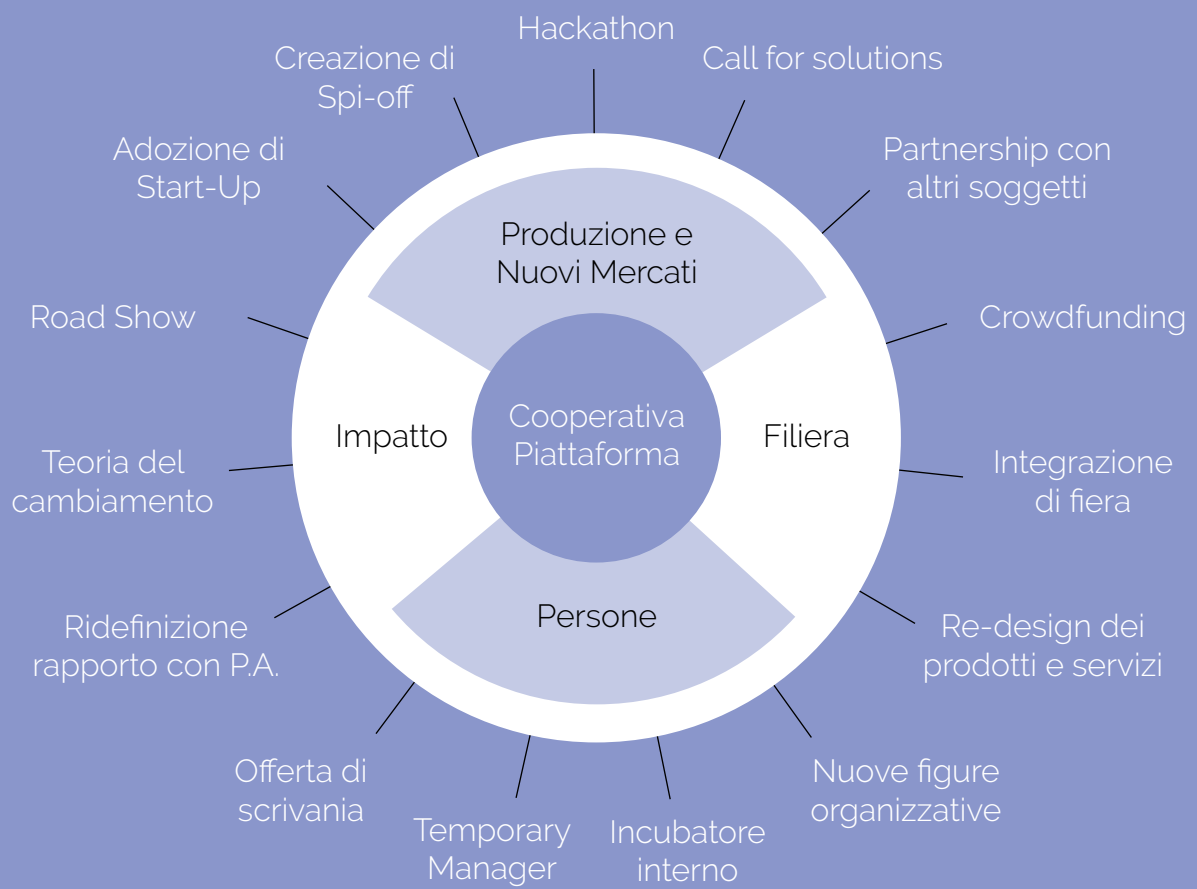 Hackathon
Call for solutions
Partnership con
altri soggetti
Crowdfunding
Integrazione
di fiera
Re-design dei
prodotti e servizi
Nuove figure
organizzative
Incubatore
interno
Temporary
Manager
Offerta di
scrivania
Ridefinizione
rapporto con P.A.
Teoria del
cambiamento
Road Show
Adozione di
Start-Up
Creazione di
Spi-off
Produzione e
Nuovi Mercati
Filiera
Persone
Impatto
Cooperativa
Piattaforma